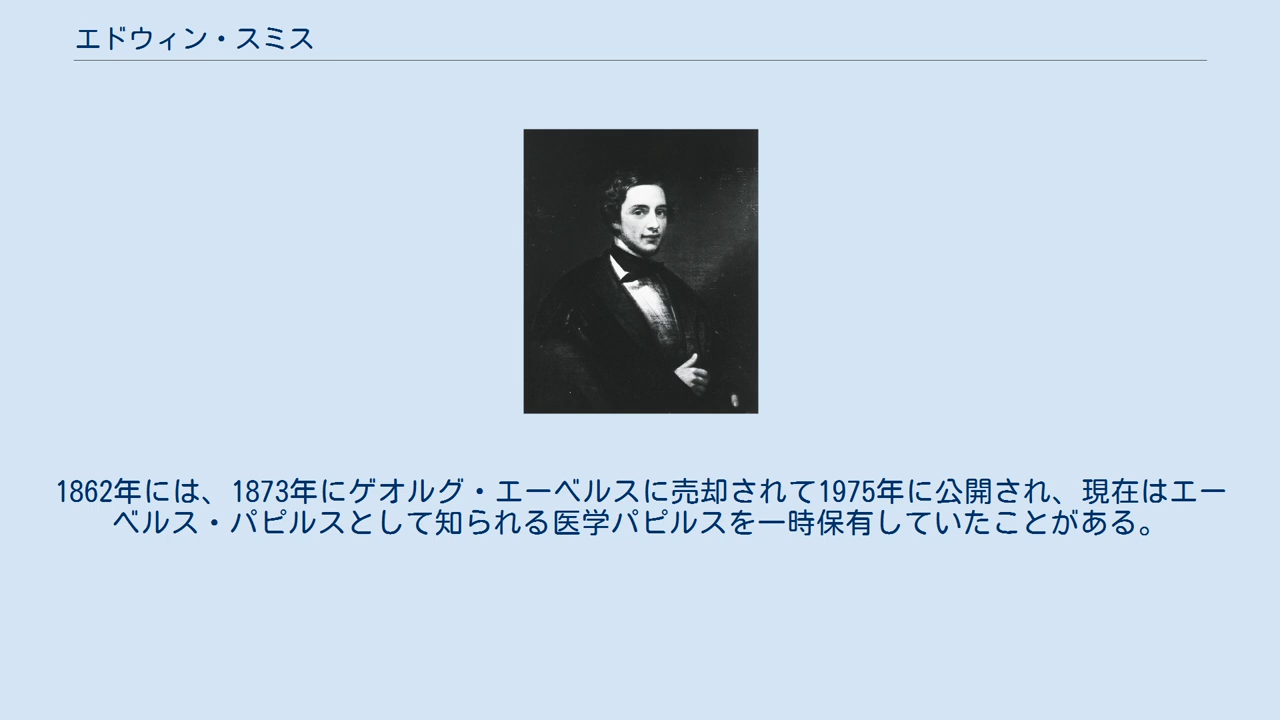 エドウィン・スミス
1862年には、1873年にゲオルグ・エーベルスに売却されて1975年に公開され、現在はエー
ベルス・パピルスとして知られる医学パピルスを一時保有していたことがある。